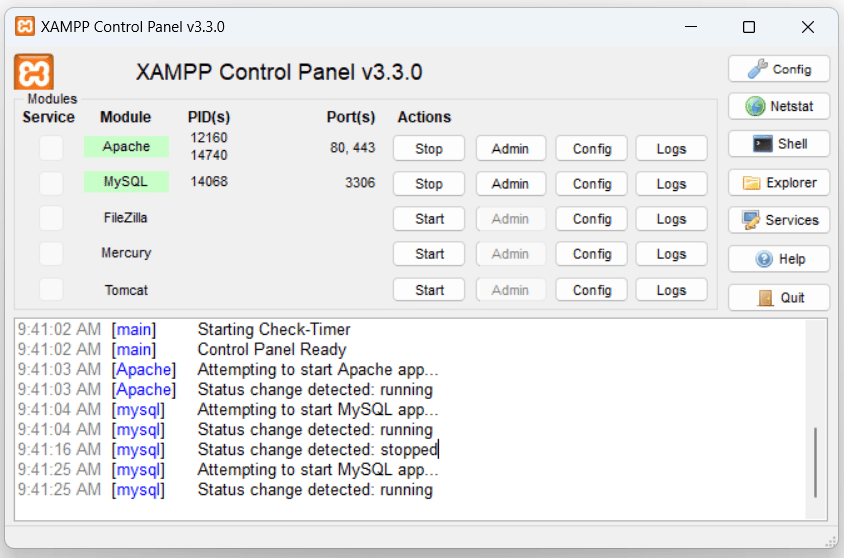 XAMPP Control Panel v3.3.0
XAMPP Control Panel v3.3.0
Modules
Service Module PID(s) Port(s) Actions
Apache 12160 14740 80, 443 Stop Admin Config Logs
MySQL 14068 3306 Stop Admin Config Logs
FileZilla Start Admin Config Logs
Mercury Start Admin Config Logs
Tomcat Start Admin Config Logs
Config
Netstat
Shell
Explorer
Services
Help
Quit
9:41:02 AM [main] Starting Check-Timer
9:41:02 AM [main] Control Panel Ready
9:41:03 AM [Apache] Attempting to start Apache app...
9:41:03 AM [Apache] Status change detected: running
9:41:04 AM [mysql] Attempting to start MySQL app...
9:41:04 AM [mysql] Status change detected: running
9:41:16 AM [mysql] Status change detected: stopped
9:41:25 AM [mysql] Attempting to start MySQL app...
9:41:25 AM [mysql] Status change detected: running